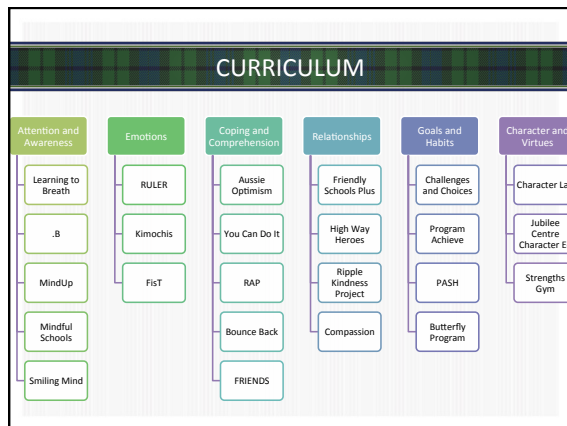 CURRICULUM
Attention and
Awareness
Learning to
Breath
.B
MindUp
Mindful
Schools
Smiling Mind
Emotions
RULER
Kimochis
FisT
Coping and
Comprehension
Aussie
Optimism
You Can Do It
RAP
Bounce Back
FRIENDS
Relationships
Friendly
Schools Plus
High Way
Heroes
Ripple
Kindness
Project
Compassion
Goals and
Habits
Challenges
and Choices
Program
Achieve
PASH
Butterfly
Program
Character and
Virtues
Character
Jubilee
Centre
Character
Strengths
Gym